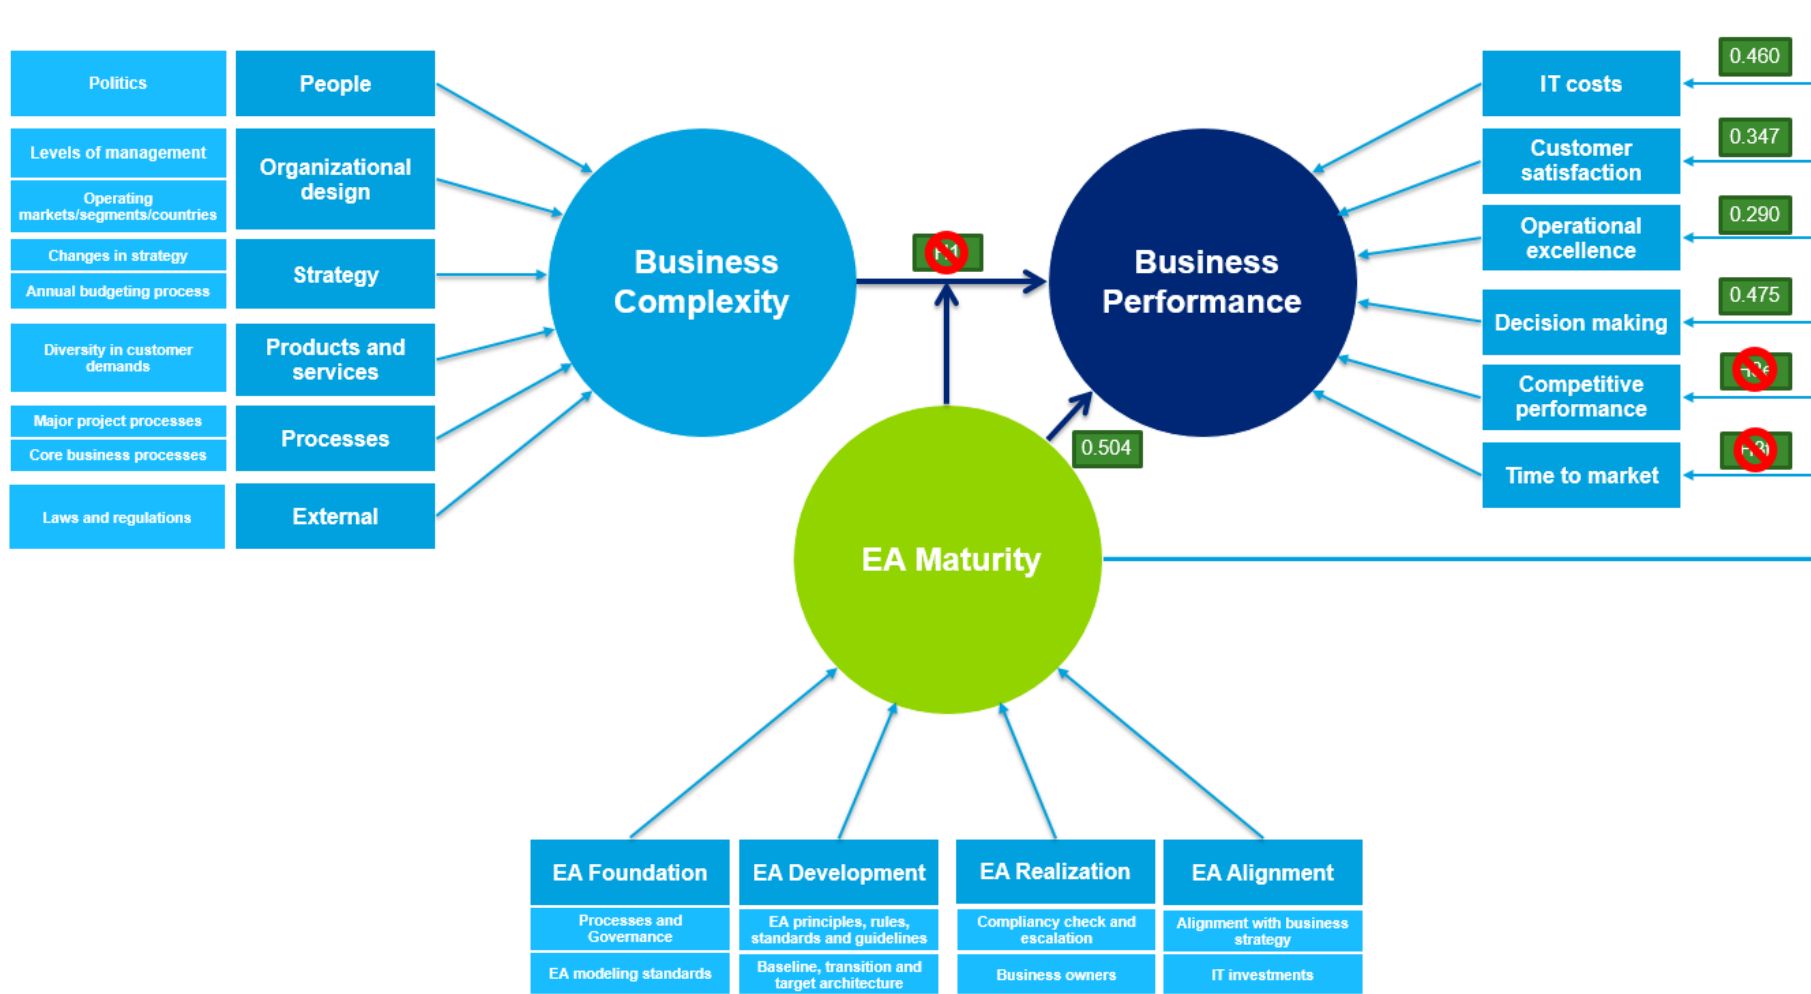 Politics
People
Levels of management
Operating
markets/segments/countries
Organizational
design
Changes in strategy
Annual budgeting process
Strategy
Diversity in customer
demands
Products and
services
Major project processes
Core business processes
Processes
Laws and regulations
External
Business
Complexity
H1
Business
Performance
0.504
EA Maturity
IT costs
0.460
Customer
satisfaction
0.347
Operational
excellence
0.290
Decision making
0.475
Competitive
performance
Time to market
EA Foundation
Processes and
Governance
EA modeling standards
EA Development
EA principles, rules,
standards and guidelines
Baseline, transition and
target architecture
EA Realization
Compliancy check and
escalation
Business owners
EA Alignment
Alignment with business
strategy
IT investments